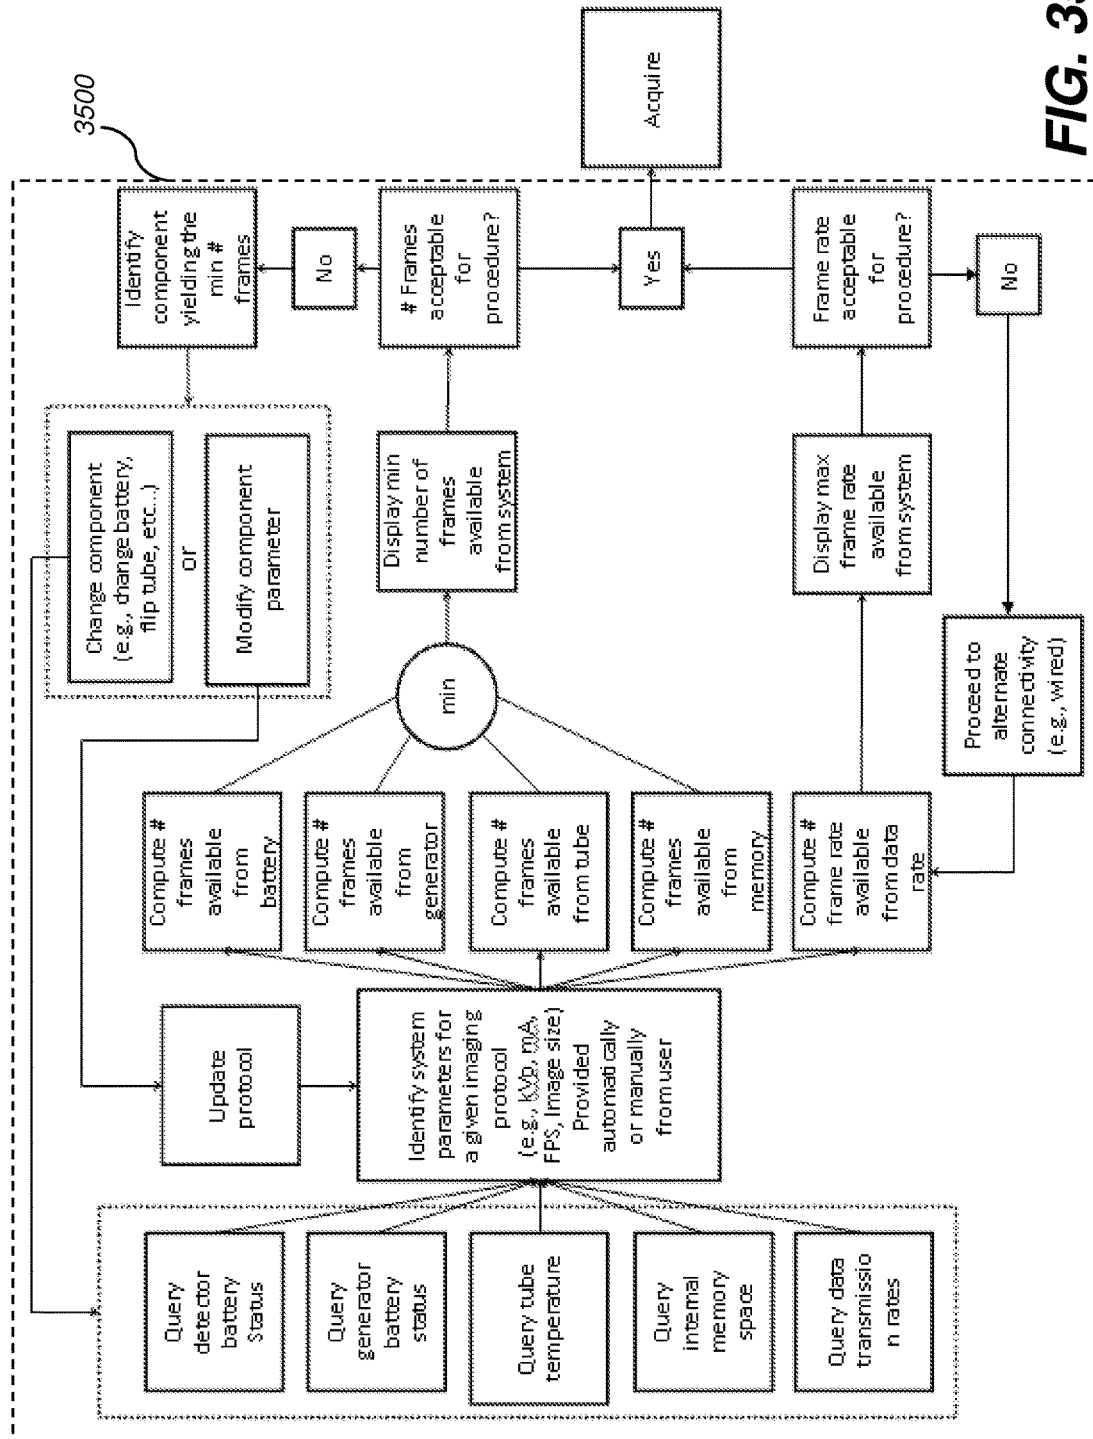 3500
Query
detector
battery
Status
Query
generator
battery
status
Query tube
temperature
Query
internal
memory
space
Query data
transmissio
n rates
Update
protocol
Identify system
parameters for
a given imaging
protocol
(e.g., kVp, mA,
FPS, Image size)
Provided
automatically
or manually
from user
Compute #
frames
available
from
battery
Compute #
frames
available
from
generator
Compute #
frames
available
from tube
Compute #
frames
available
from
memory
Compute #
frame rate
available
from data
rate
min
Change component
(e.g., change battery,
flip tube, etc...)
or
Modify component
parameter
Display min
number of
frames
available
from system
Display max
frame rate
available
from system
Proceed to
alternate
connectivity
(e.g., wired)
Identify
component
yielding the
min #
frames
No
# Frames
acceptable
for
procedure?
Yes
Frame rate
acceptable
for
procedure?
No
Acquire
FIG.